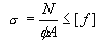 σ = N/φA ≤ [f]